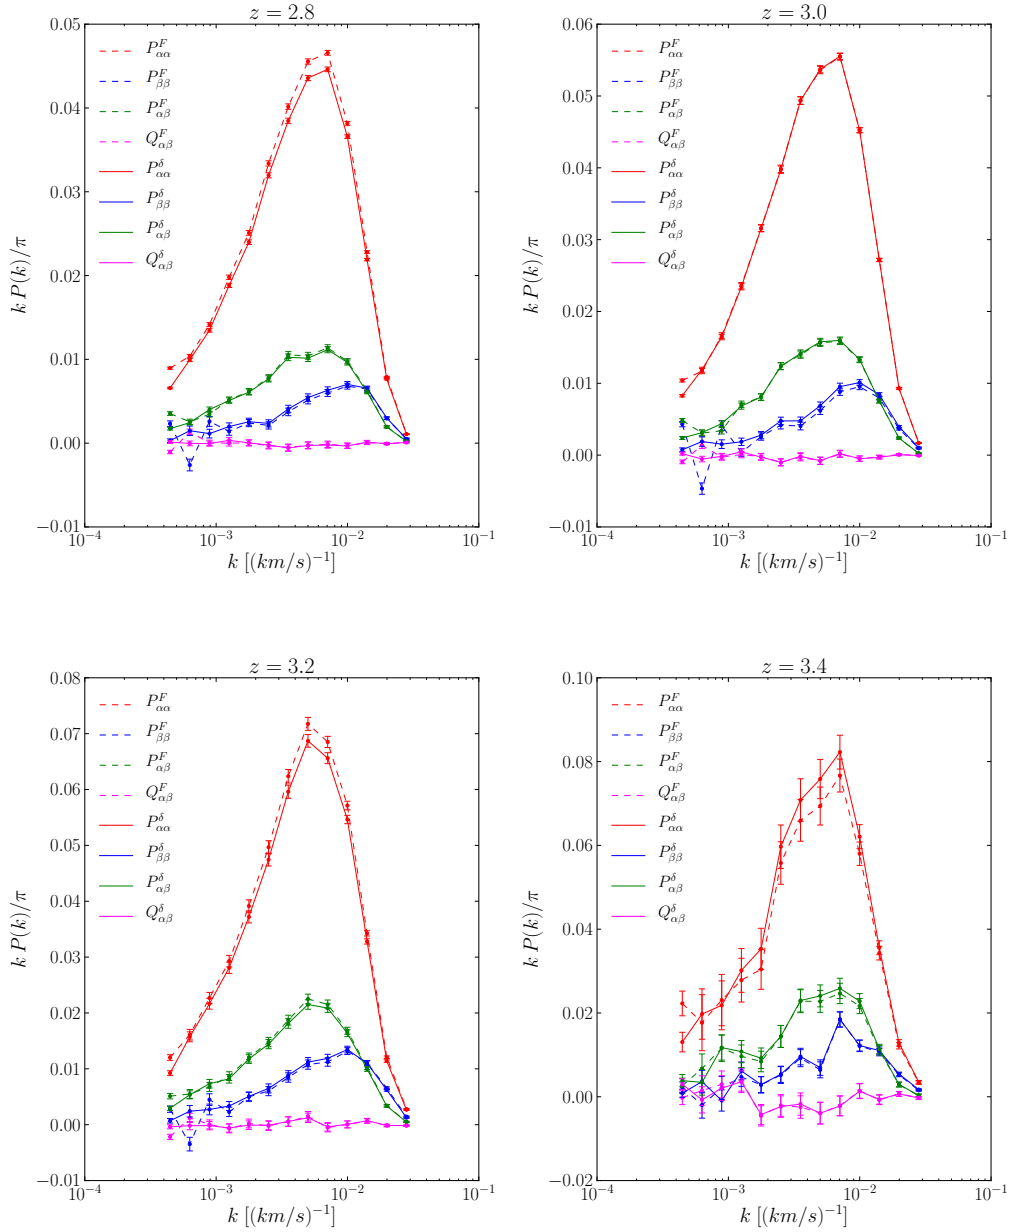 z = 2.8
0.05
0.04
0.03
0.02
0.01
0.00
−0.01
k P(k)/π
P^F_{αα}
P^F_{ββ}
P^F_{αβ}
Q^F_{αβ}
P^δ_{αα}
P^δ_{ββ}
P^δ_{αβ}
Q^δ_{αβ}
10^{−4} 10^{−3} 10^{−2} 10^{−1}
k [(km/s)^{−1}]
z = 3.0
0.06
0.05
0.04
0.03
0.02
0.01
0.00
−0.01
k P(k)/π
P^F_{αα}
P^F_{ββ}
P^F_{αβ}
Q^F_{αβ}
P^δ_{αα}
P^δ_{ββ}
P^δ_{αβ}
Q^δ_{αβ}
10^{−4} 10^{−3} 10^{−2} 10^{−1}
k [(km/s)^{−1}]
z = 3.2
0.08
0.07
0.06
0.05
0.04
0.03
0.02
0.01
0.00
−0.01
k P(k)/π
P^F_{αα}
P^F_{ββ}
P^F_{αβ}
Q^F_{αβ}
P^δ_{αα}
P^δ_{ββ}
P^δ_{αβ}
Q^δ_{αβ}
10^{−4} 10^{−3} 10^{−2} 10^{−1}
k [(km/s)^{−1}]
z = 3.4
0.10
0.08
0.06
0.04
0.02
0.00
−0.02
k P(k)/π
P^F_{αα}
P^F_{ββ}
P^F_{αβ}
Q^F_{αβ}
P^δ_{αα}
P^δ_{ββ}
P^δ_{αβ}
Q^δ_{αβ}
10^{−4} 10^{−3} 10^{−2} 10^{−1}
k [(km/s)^{−1}]